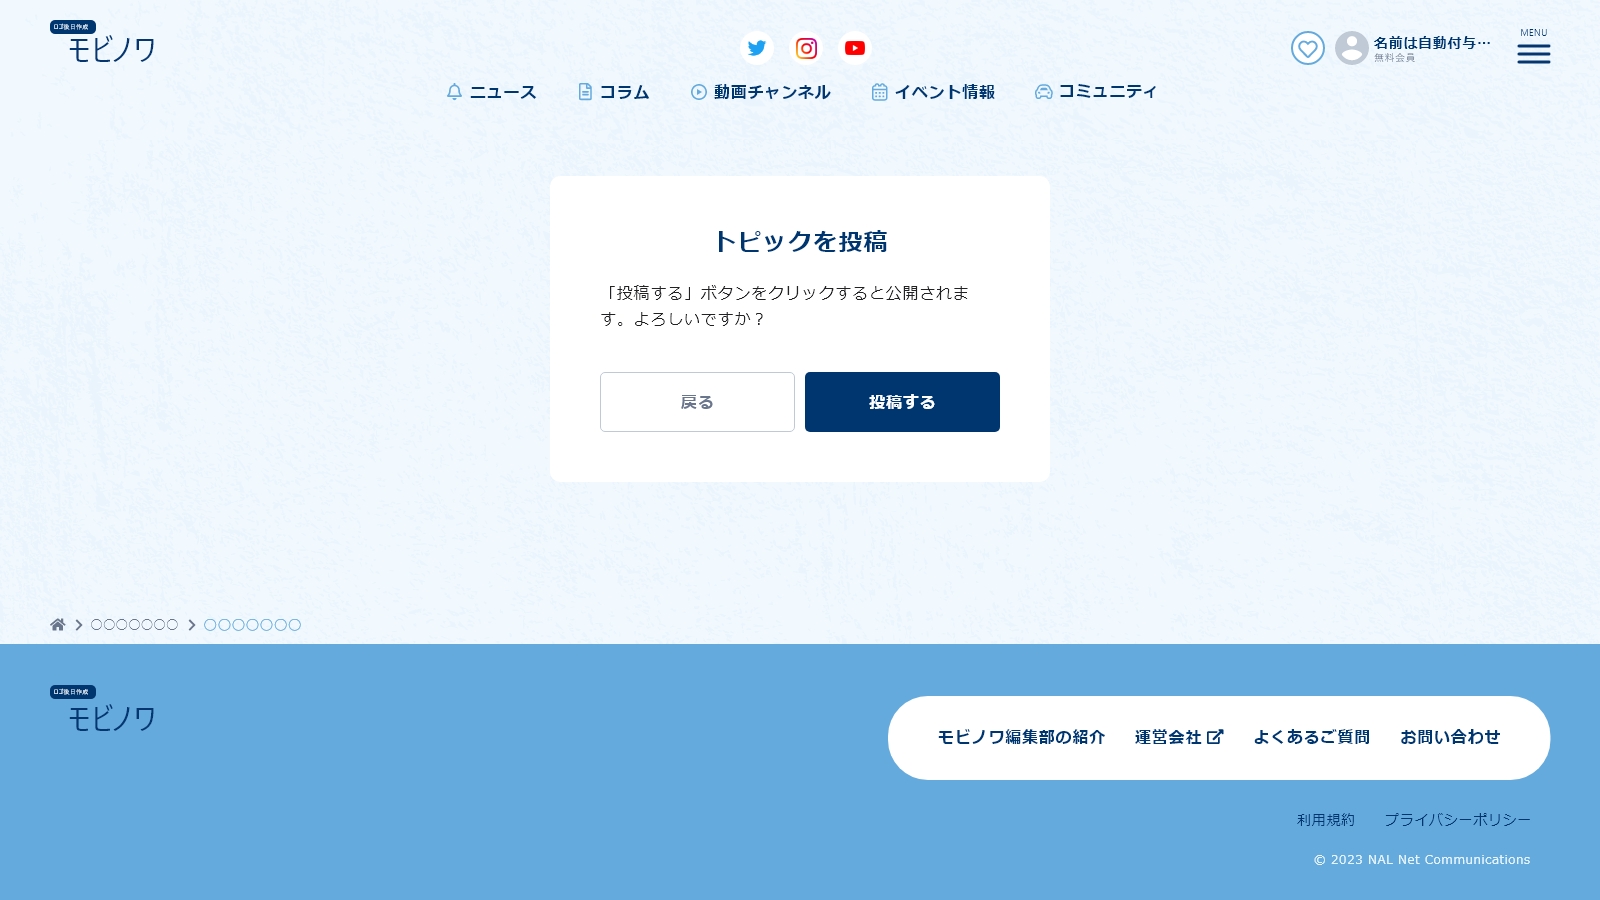 ロゴ後日作成
モビノワ
名前は自動付与…
無料会員
MENU
ニュース
コラム
動画チャンネル
イベント情報
コミュニティ
トピックを投稿
「投稿する」ボタンをクリックすると公開されま
す。よろしいですか？
戻る
投稿する
〇〇〇〇〇〇〇
〇〇〇〇〇〇〇
ロゴ後日作成
モビノワ
モビノワ編集部の紹介
運営会社
よくあるご質問
お問い合わせ
利用規約
プライバシーポリシー
© 2023 NAL Net Communications